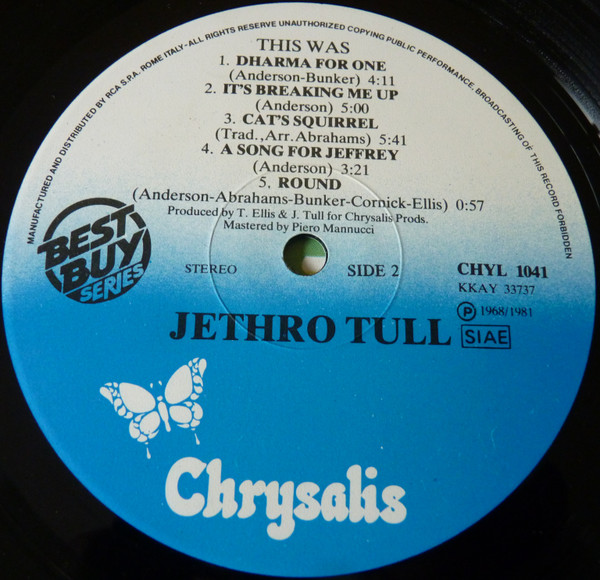 MANUFACTURED AND DISTRIBUTED BY RCA S.P.A. ROME ITALY-ALL RIGHTS RESERVE UNAUTHORIZED COPYING PUBLIC PERFORMANCE, BROADCASTING OF THIS RECORD FORBIDDEN
THIS WAS
1. DHARMA FOR ONE
(Anderson-Bunker) 4:11
2. IT'S BREAKING ME UP
(Anderson) 5:00
3. CAT'S SQUIRREL
(Trad.,Arr.Abrahams) 5:41
4. A SONG FOR JEFFREY
(Anderson) 3:21
5. ROUND
(Anderson-Abrahams-Bunker-Cornick-Ellis) 0:57
Produced by T. Ellis & J. Tull for Chrysalis Prods.
Mastered by Piero Mannucci
BEST
BUY
SERIES
STEREO SIDE 2 CHYL 1041
KKAY 33737
℗ 1968/1981
JETHRO TULL SIAE
Chrysalis